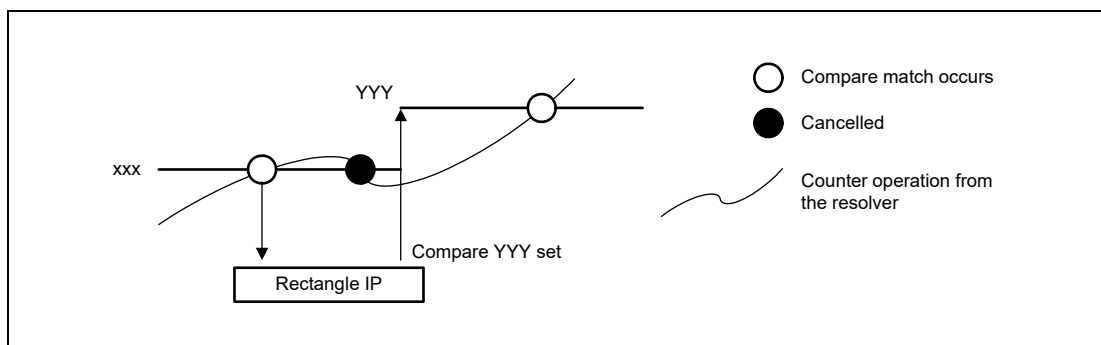 YYY
xxx
Compare YYY set
Rectangle IP
Compare match occurs
Cancelled
Counter operation from
the resolver